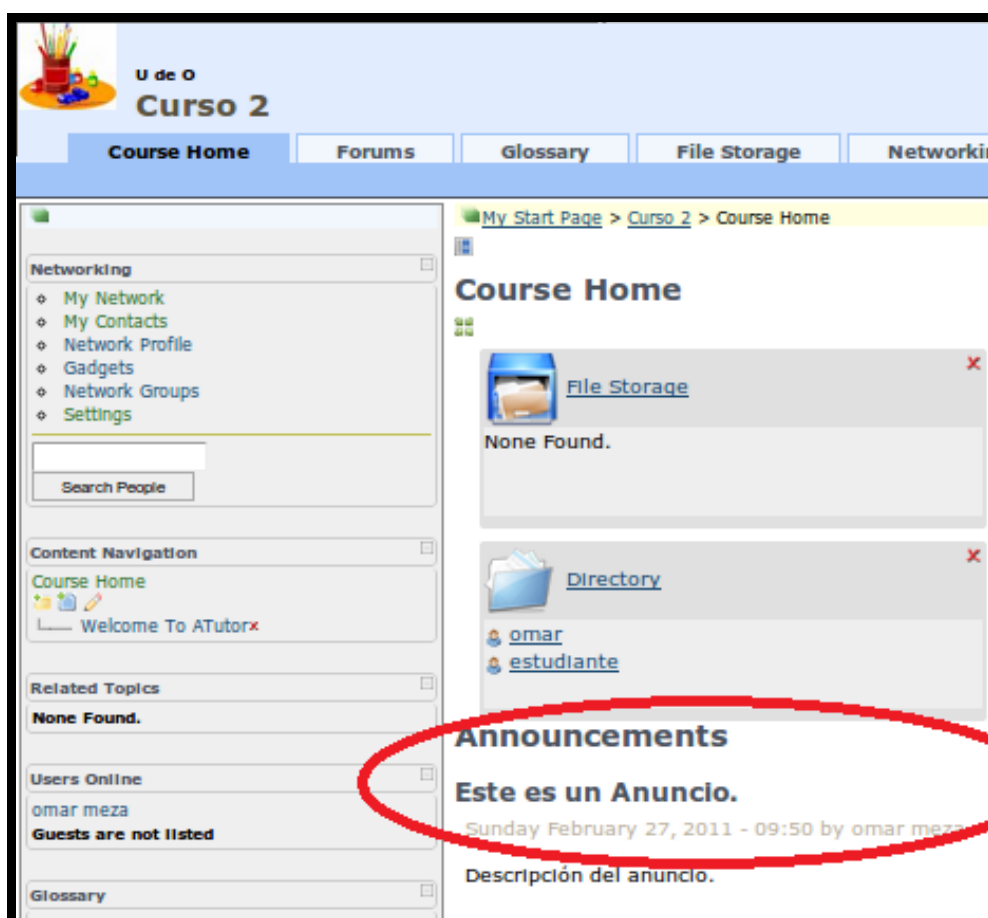 U de O
Curso 2
Course Home
Forums
Glossary
File Storage
My Start Page > Curso 2 > Course Home
Networking
My Network
My Contacts
Network Profile
Gadgets
Network Groups
Settings
Search People
Content Navigation
Course Home
Welcome To ATutor
Related Topics
None Found.
Users Online
omar meza
Guests are not listed
Glossary
Course Home
File Storage
None Found.
Directory
omar
estudiante
Announcements
Este es un Anuncio.
Sunday February 27, 2011 - 09:50 by omar meza
Descripción del anuncio.